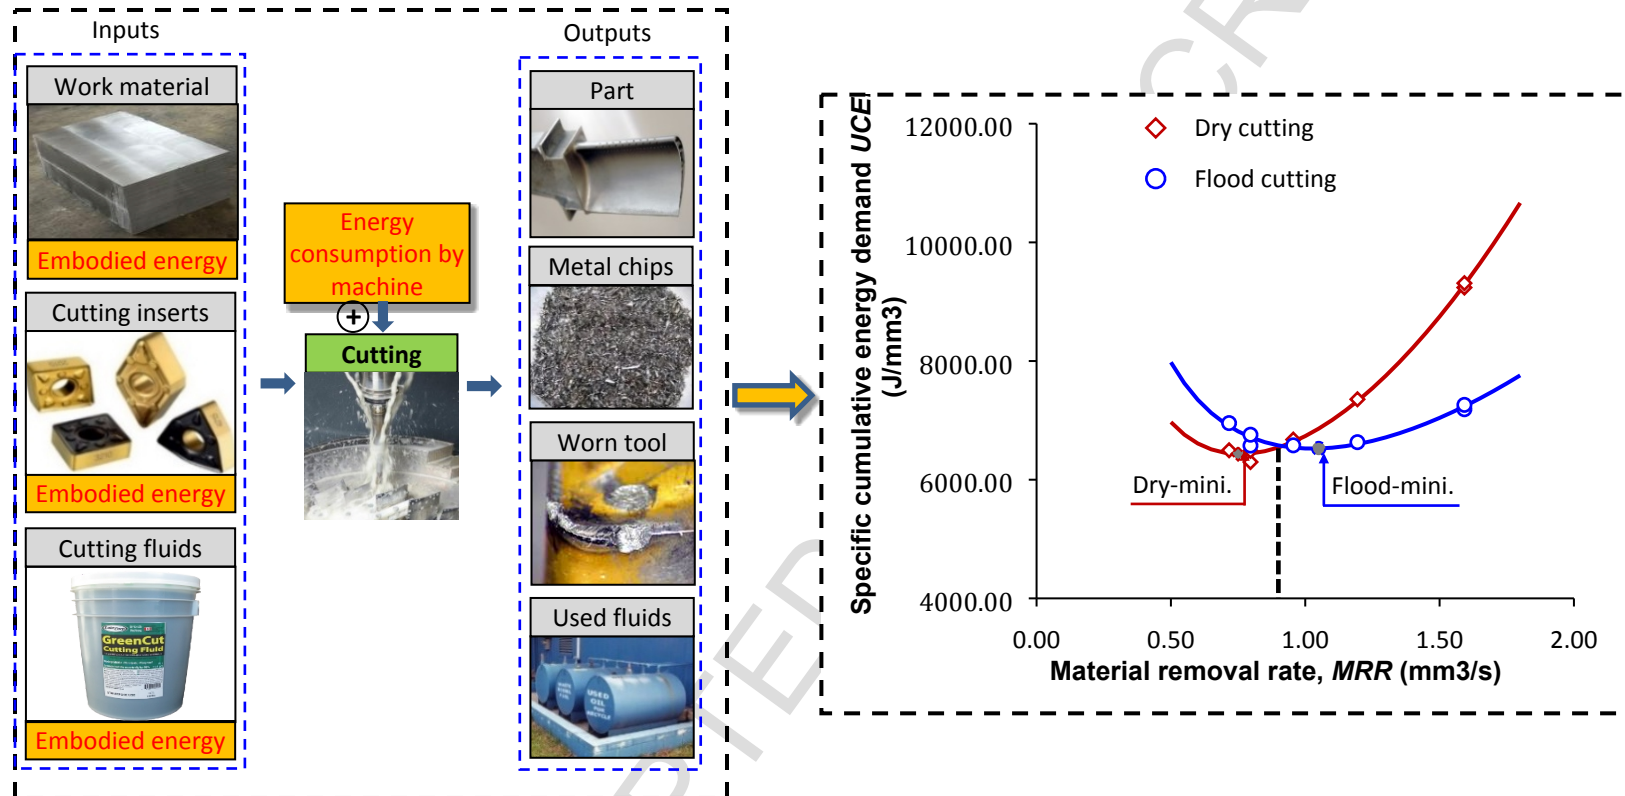 Inputs
Work material
Embodied energy
Cutting inserts
Embodied energy
Cutting fluids
GreenCut
Cutting Fluid
Embodied energy
Energy
consumption by
machine
+
Cutting
Outputs
Part
Metal chips
Worn tool
Used fluids
USED
OIL
FOR
Specific cumulative energy demand UCE
(J/mm3)
12000.00
10000.00
8000.00
6000.00
4000.00
Dry cutting
Flood cutting
Dry-mini.
Flood-mini.
0.00
0.50
1.00
1.50
2.00
Material removal rate, MRR (mm3/s)
PTED
CR